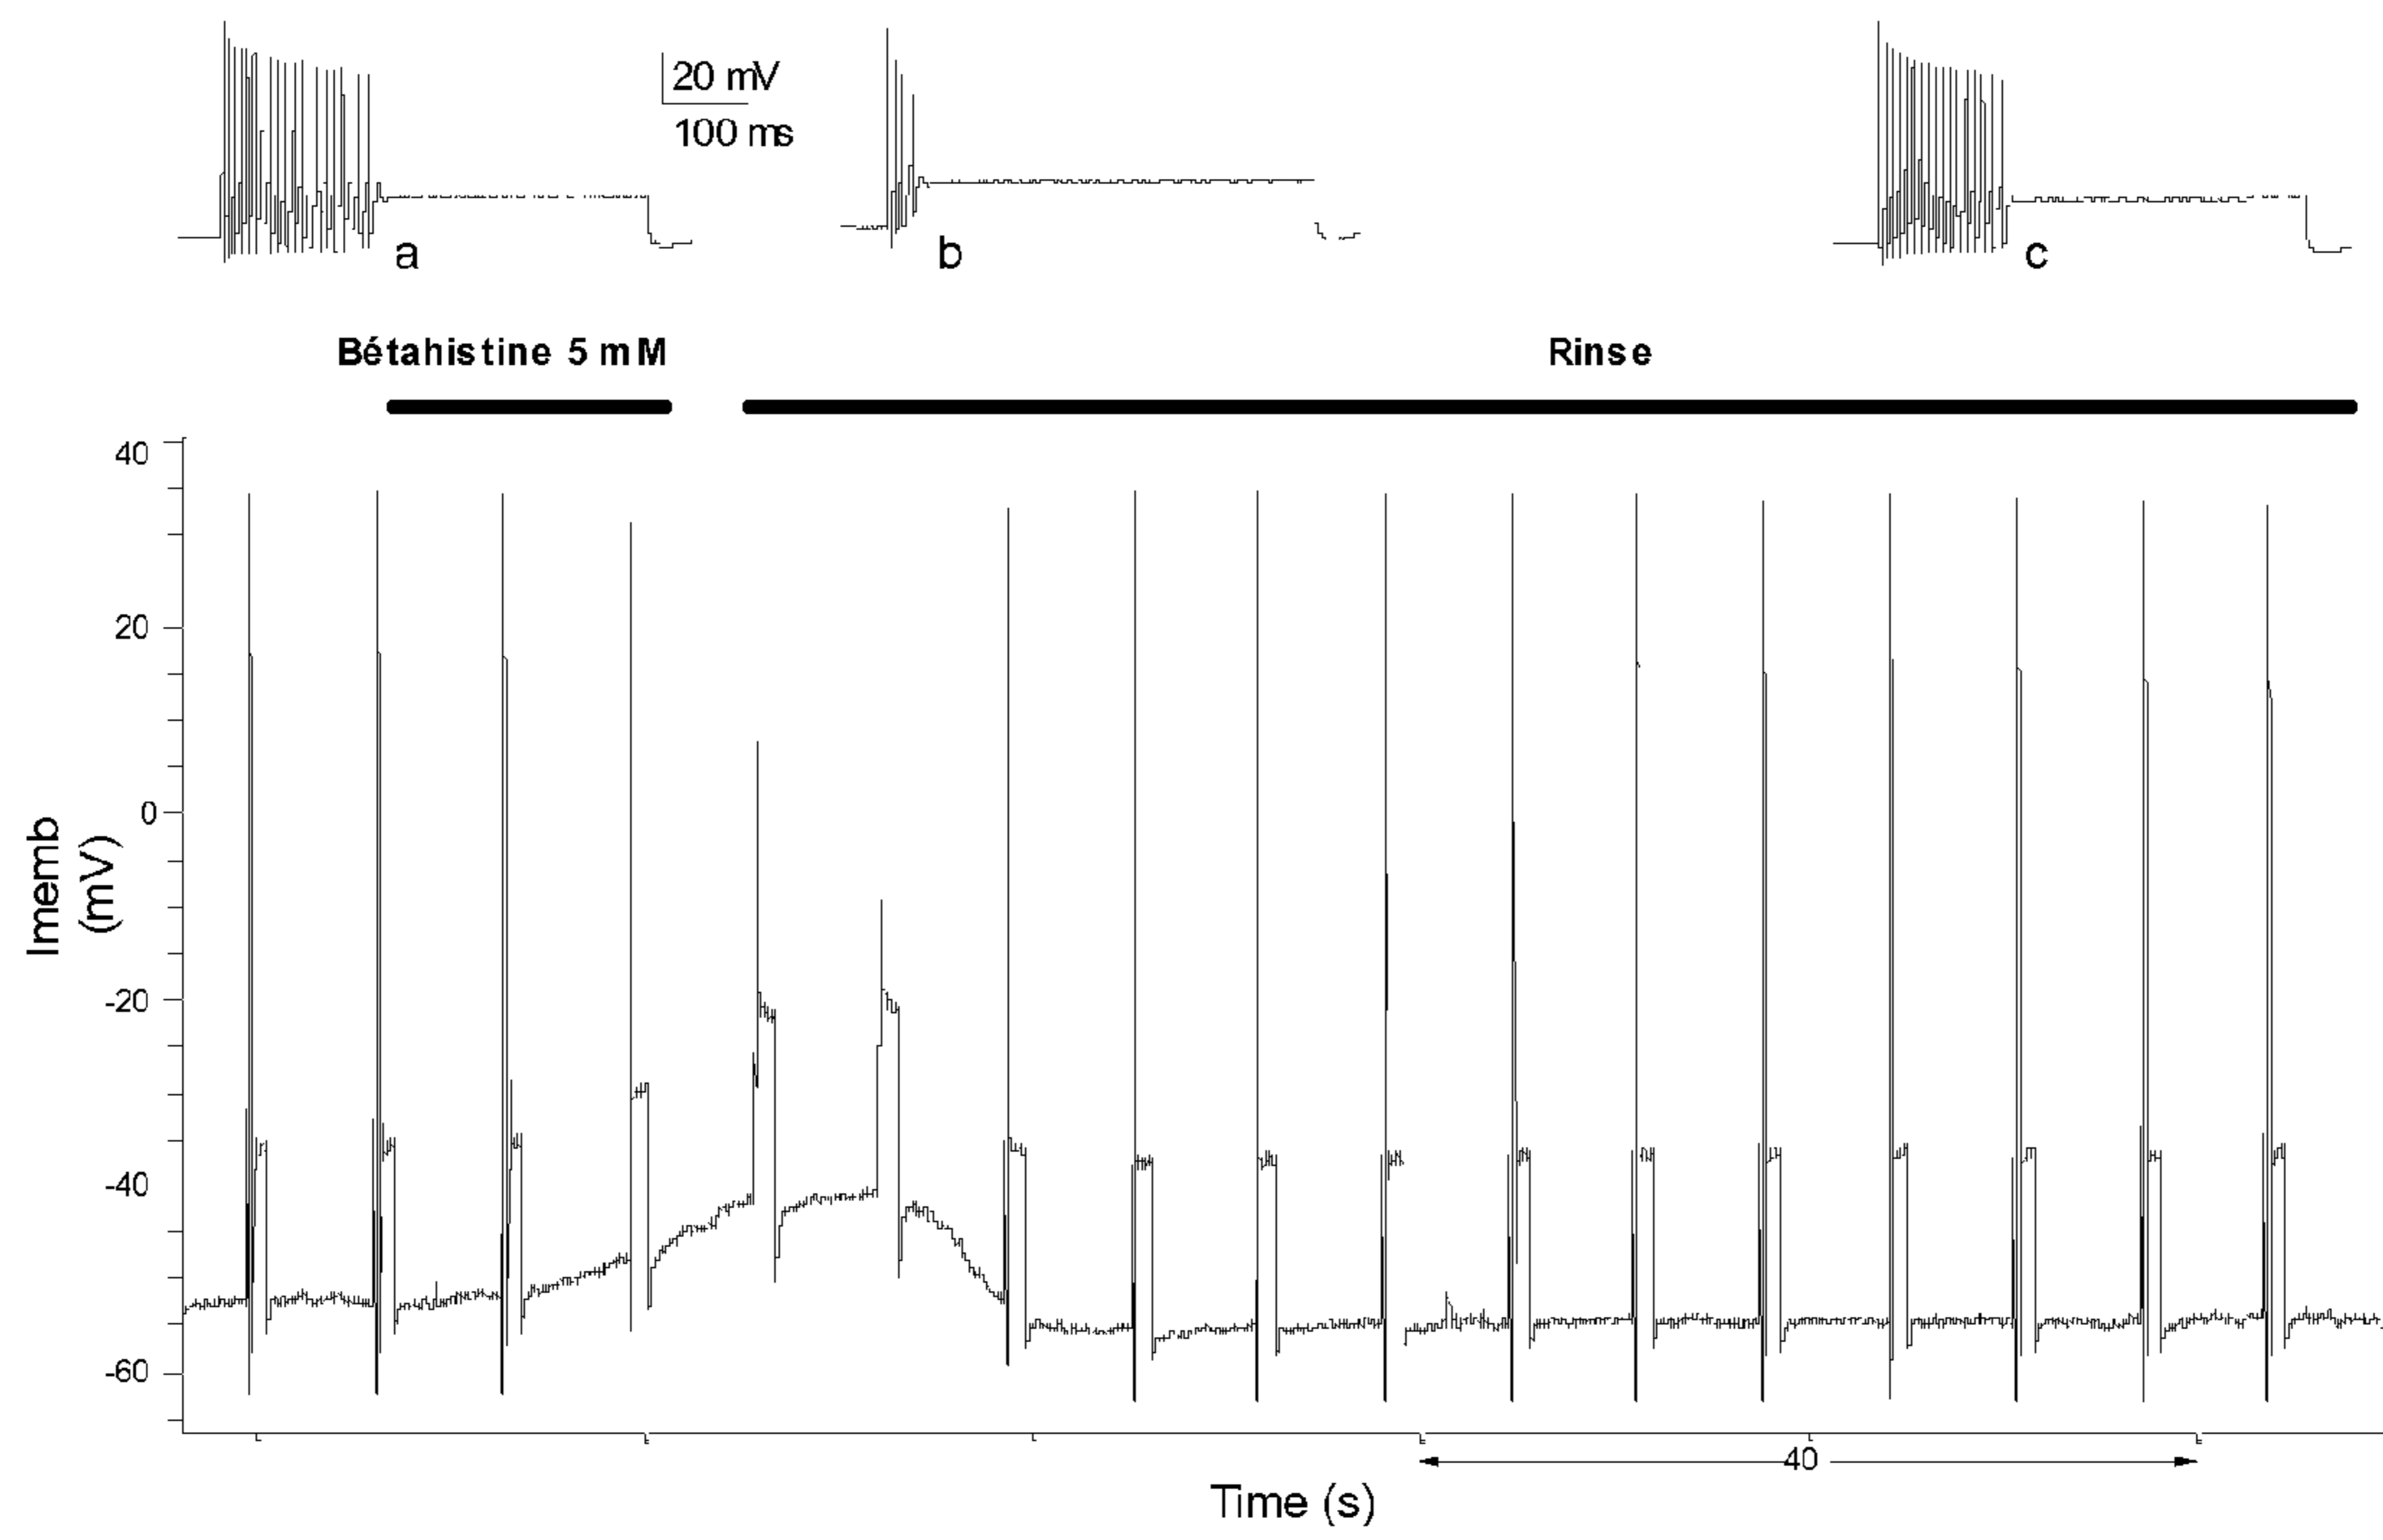 20 mV
100 ms
a
b
c
Bétahistine 5 mM
Rinse
40
20
0
-20
-40
-60
Imemb
(mV)
40
Time (s)